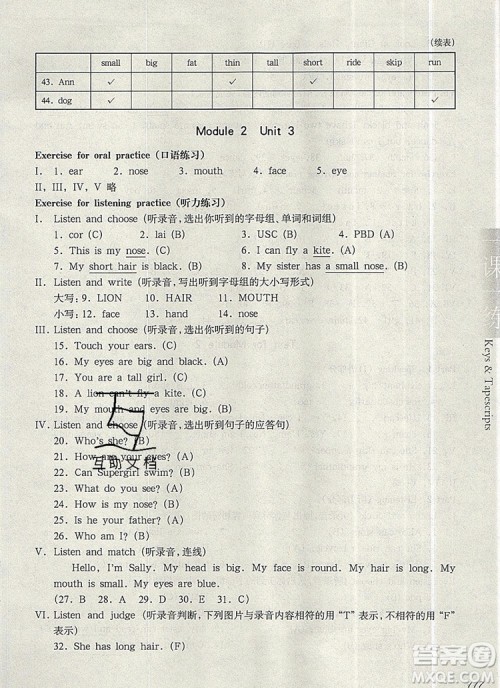 （续表）
small big fat thin tall short ride skip run
43. Ann ✓ ✓ ✓
44. dog ✓ ✓
Module 2 Unit 3
Exercise for oral practice（口语练习）
I. 1. ear 2. nose 3. mouth 4. face 5. eye
II, III, IV, V 略
Exercise for listening practice（听力练习）
I. Listen and choose（听录音，选出你听到的字母组、单词和词组）
1. cor (C) 2. lai (B) 3. USC (C) 4. PBD (A)
5. This is my nose. (C) 6. I can fly a kite. (C)
7. My short hair is black. (C) 8. My sister has a small nose. (C)
II. Listen and write（听录音，写出听到字母组的大小写形式）
大写：9. LION 10. HAIR 11. MOUTH
小写：12. face 13. hand 14. nose
III. Listen and choose（听录音，选出你听到的句子）
15. Touch your ears. (C)
16. My eyes are big and black. (A)
17. You are a tall girl. (C)
18. A lion can't fly a kite. (B)
19. My mouth and eyes are big. (C)
IV. Listen and choose（听录音，选出听到句子的应答句）
20. Who's she? (B)
21. How are your eyes? (A)
22. Can Supergirl swim? (B)
23. What do you see? (A)
24. How is my nose? (A)
25. Is he your father? (A)
26. Who am I? (B)
V. Listen and match（听录音，连线）
Hello, I'm Sally. My head is big. My face is round. My hair is short.
My eyes are blue.
(27. B 28. A 29. D 30. E 31. C)
VI. Listen and judge（听录音判断，下列图片与录音内容相符的用“T”表示，不相符的用“F”
表示）
32. She has long hair. (F)
课
练
Keys & Tapescripts
互助文档
答案圈